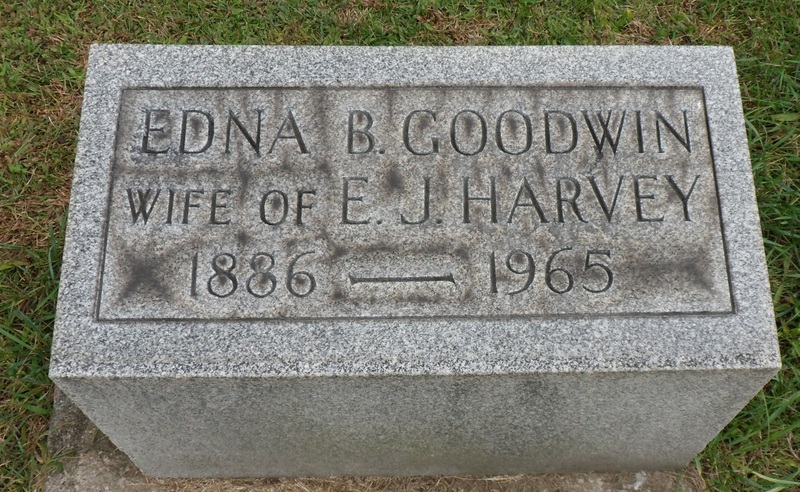 EDNA B. GOODWIN
WIFE OF E. J. HARVEY
1886 — 1965